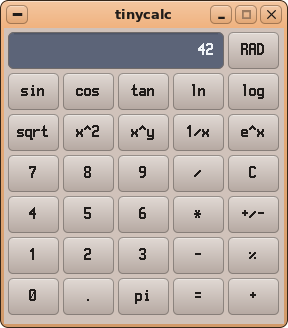 tinycalc
42 RAD
sin cos tan ln log
sqrt x^2 x^y 1/x e^x
7 8 9 / C
4 5 6 * +/-
1 2 3 - %
0 . pi = +